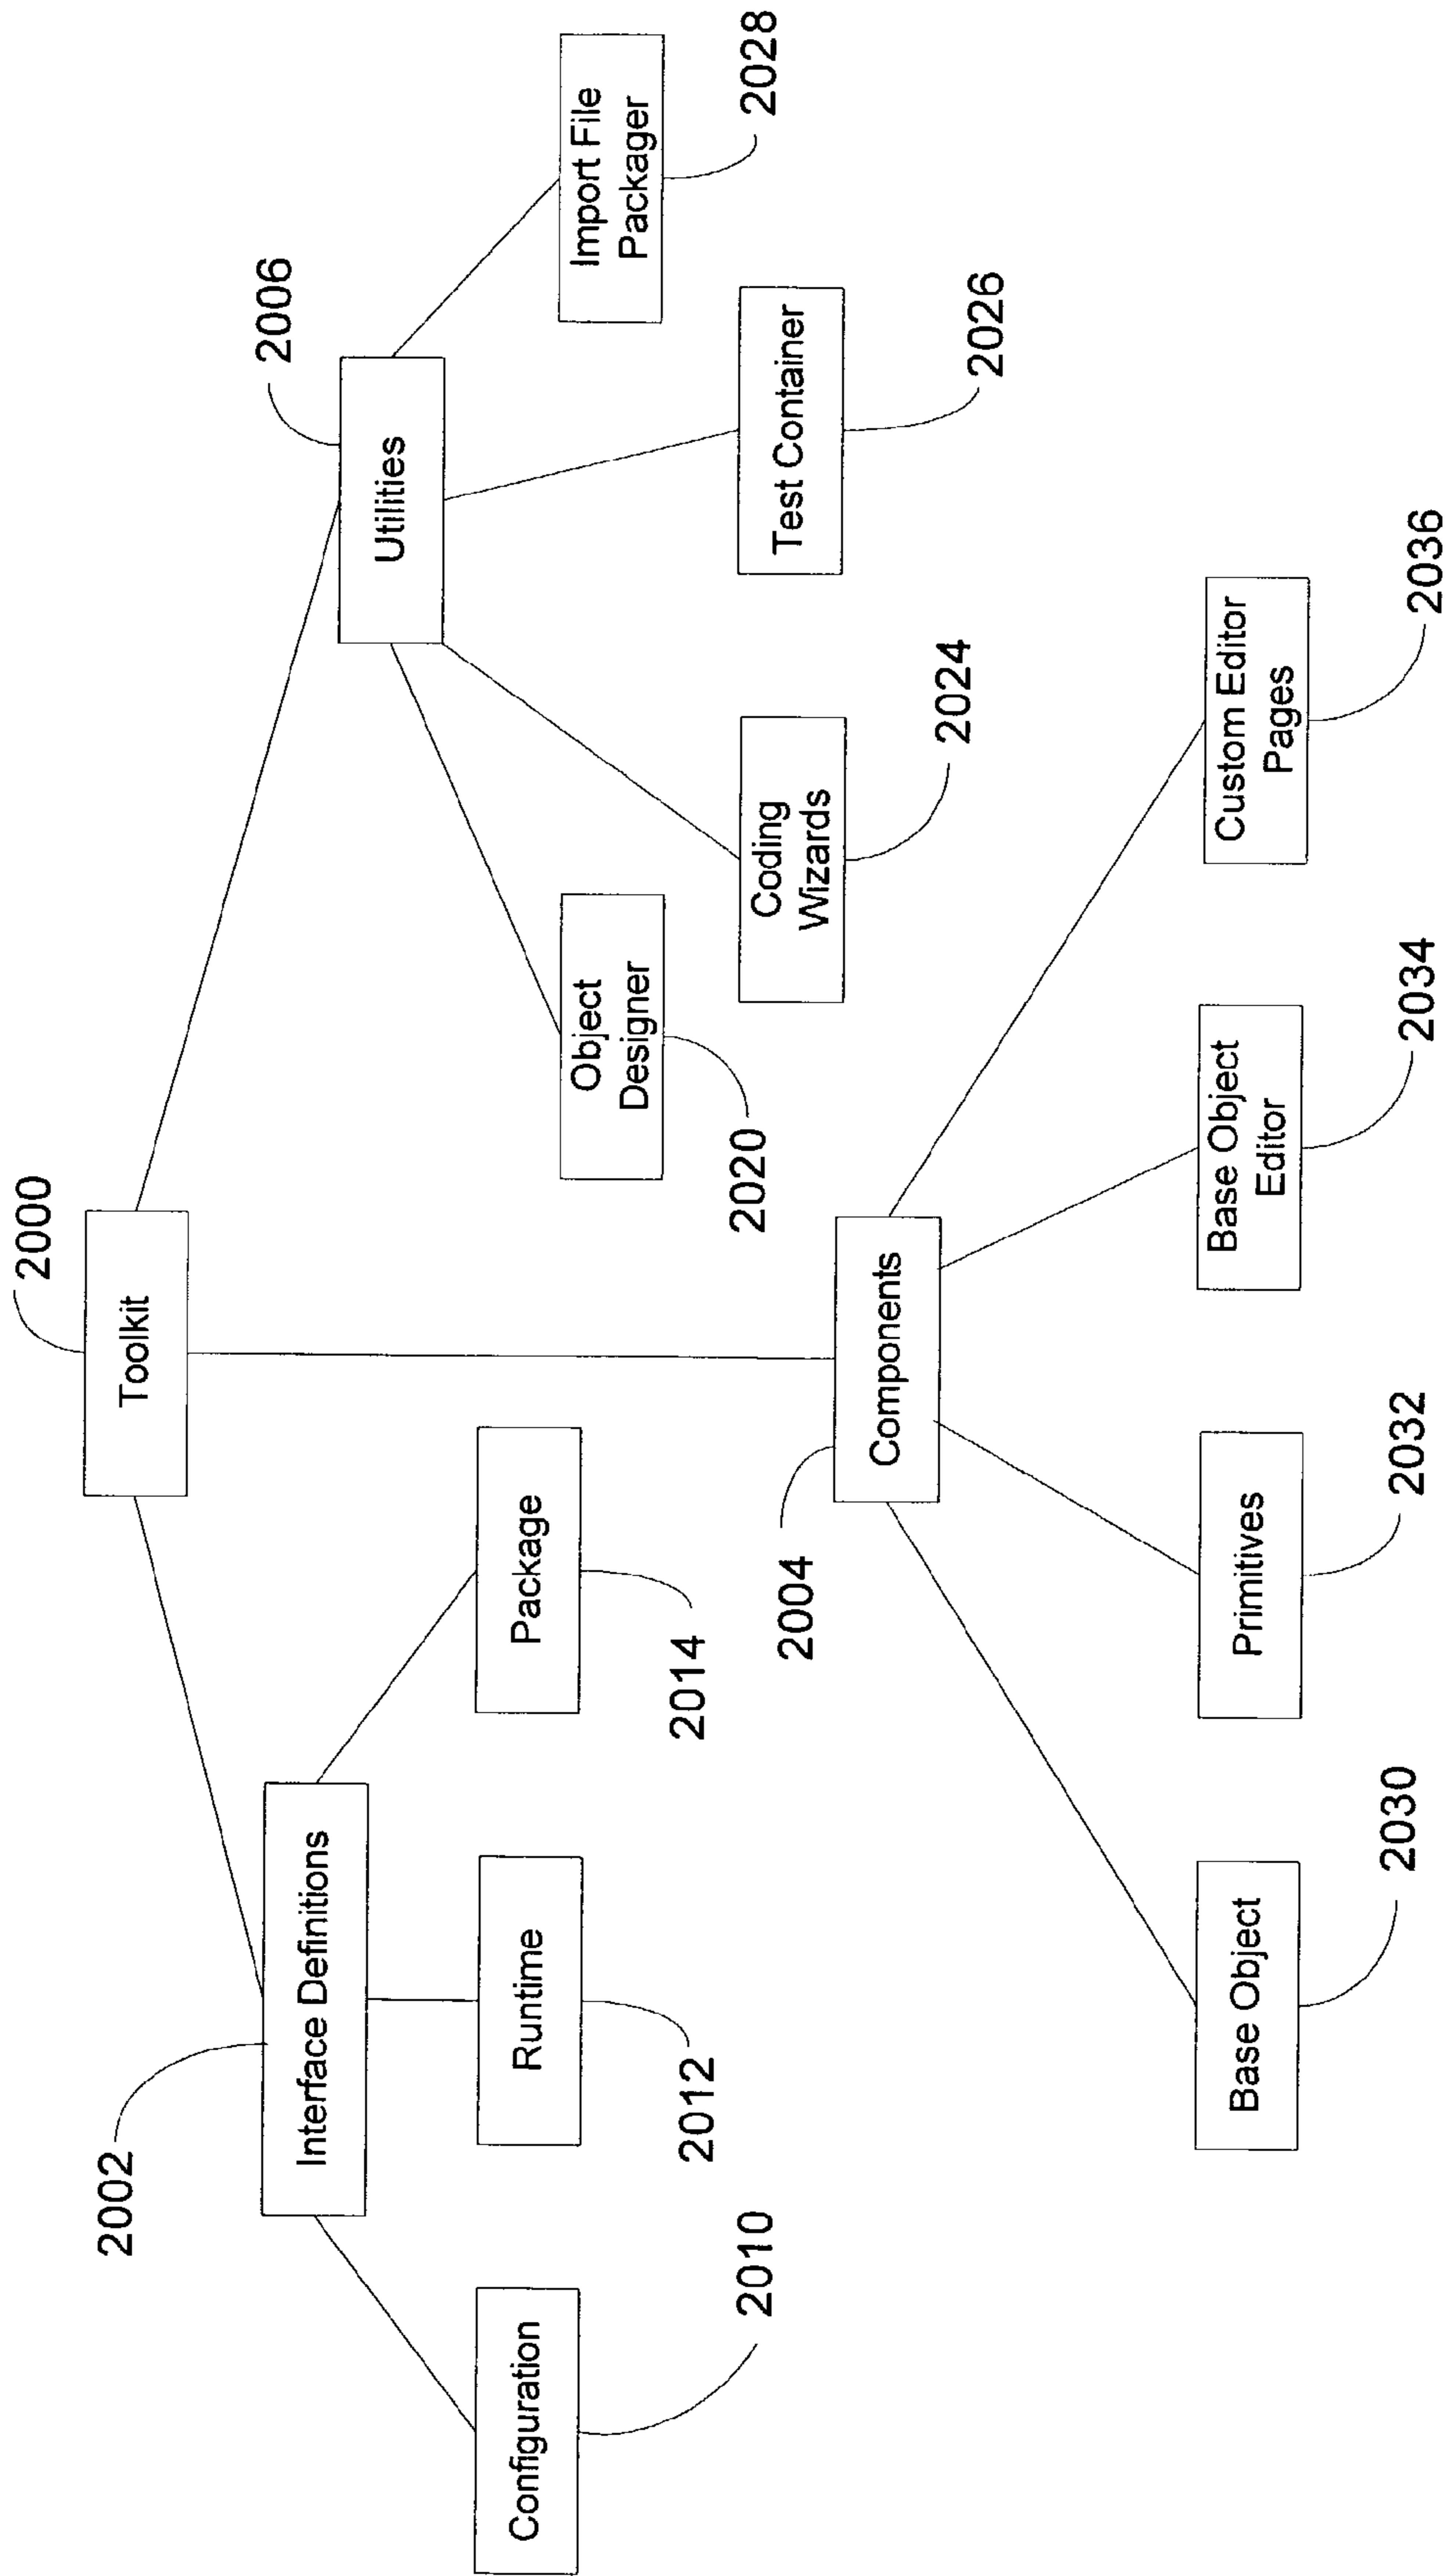 2000
Toolkit
2002
Interface Definitions
2006
Utilities
Configuration
2010
Runtime
2012
Package
2014
Object
Designer
2020
Import File
Packager
2028
Coding
Wizards
2024
Test Container
2026
2004
Components
Base Object
2030
Primitives
2032
Base Object
Editor
2034
Custom Editor
Pages
2036